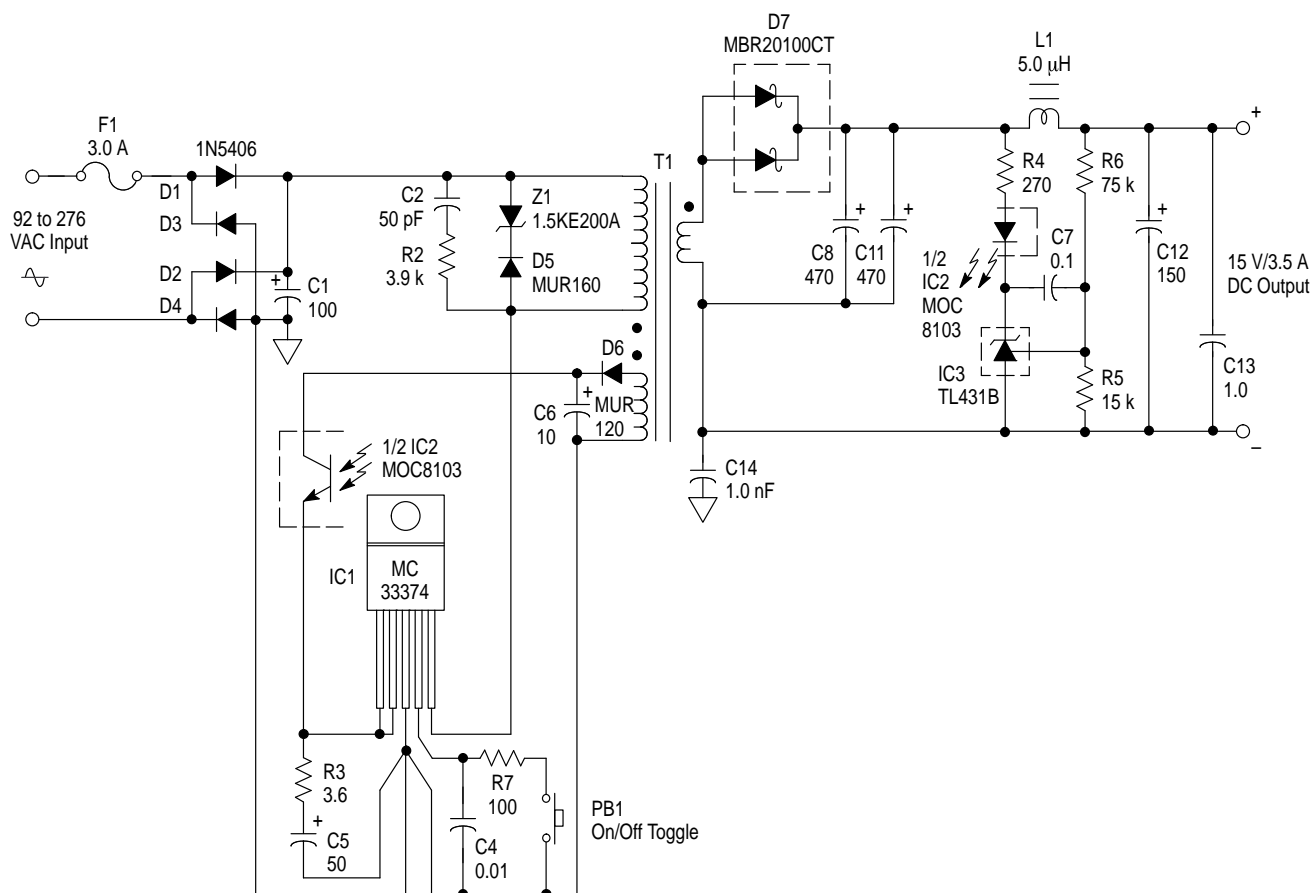 D7
MBR20100CT
L1
5.0 µH
F1
3.0 A
1N5406
D1
D3
D2
D4
92 to 276
VAC Input
+
C1
100
C2
50 pF
R2
3.9 k
Z1
1.5KE200A
D5
MUR160
T1
+
C8
470
+
C11
470
R4
270
R6
75 k
1/2
IC2
MOC
8103
C7
0.1
IC3
TL431B
R5
15 k
+
C12
150
+
15 V/3.5 A
DC Output
C13
1.0
–
D6
MUR
120
+
C6
10
C14
1.0 nF
1/2 IC2
MOC8103
IC1
MC
33374
R3
3.6
+
C5
50
R7
100
C4
0.01
PB1
On/Off Toggle